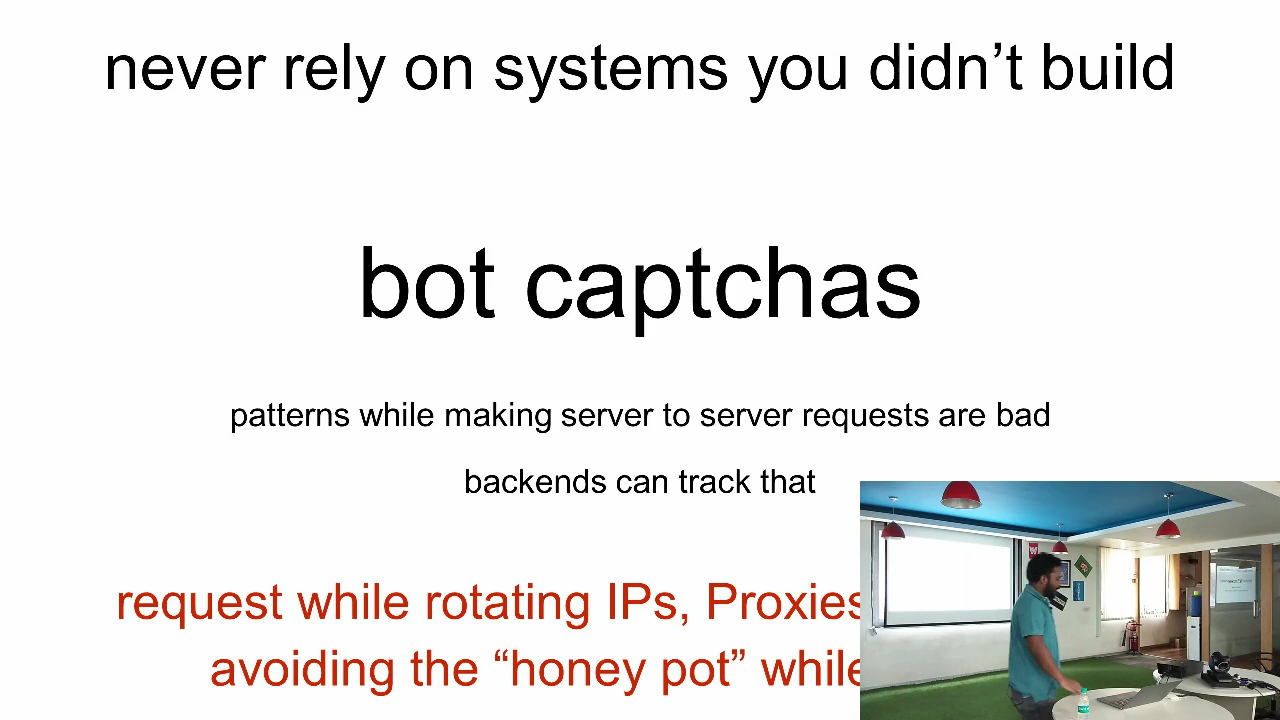 never rely on systems you didn’t build
bot captchas
patterns while making server to server requests are bad
backends can track that
request while rotating IPs, Proxies
avoiding the “honey pot” while